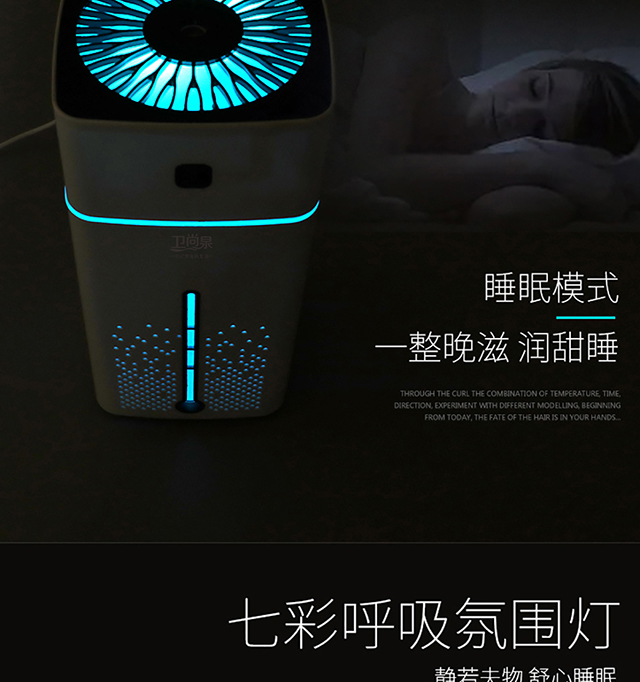 卫尚泉
睡眠模式
一整晚滋 润甜睡
THROUGH THE CURL THE COMBINATION OF TEMPERATURE, TIME,
DIRECTION, EXPERIMENT WITH DIFFERENT MODELLING, BEGINNING
FROM TODAY, THE FATE OF THE HAIR IS IN YOUR HANDS...
七彩呼吸氛围灯
静若夫物 舒心睡眠